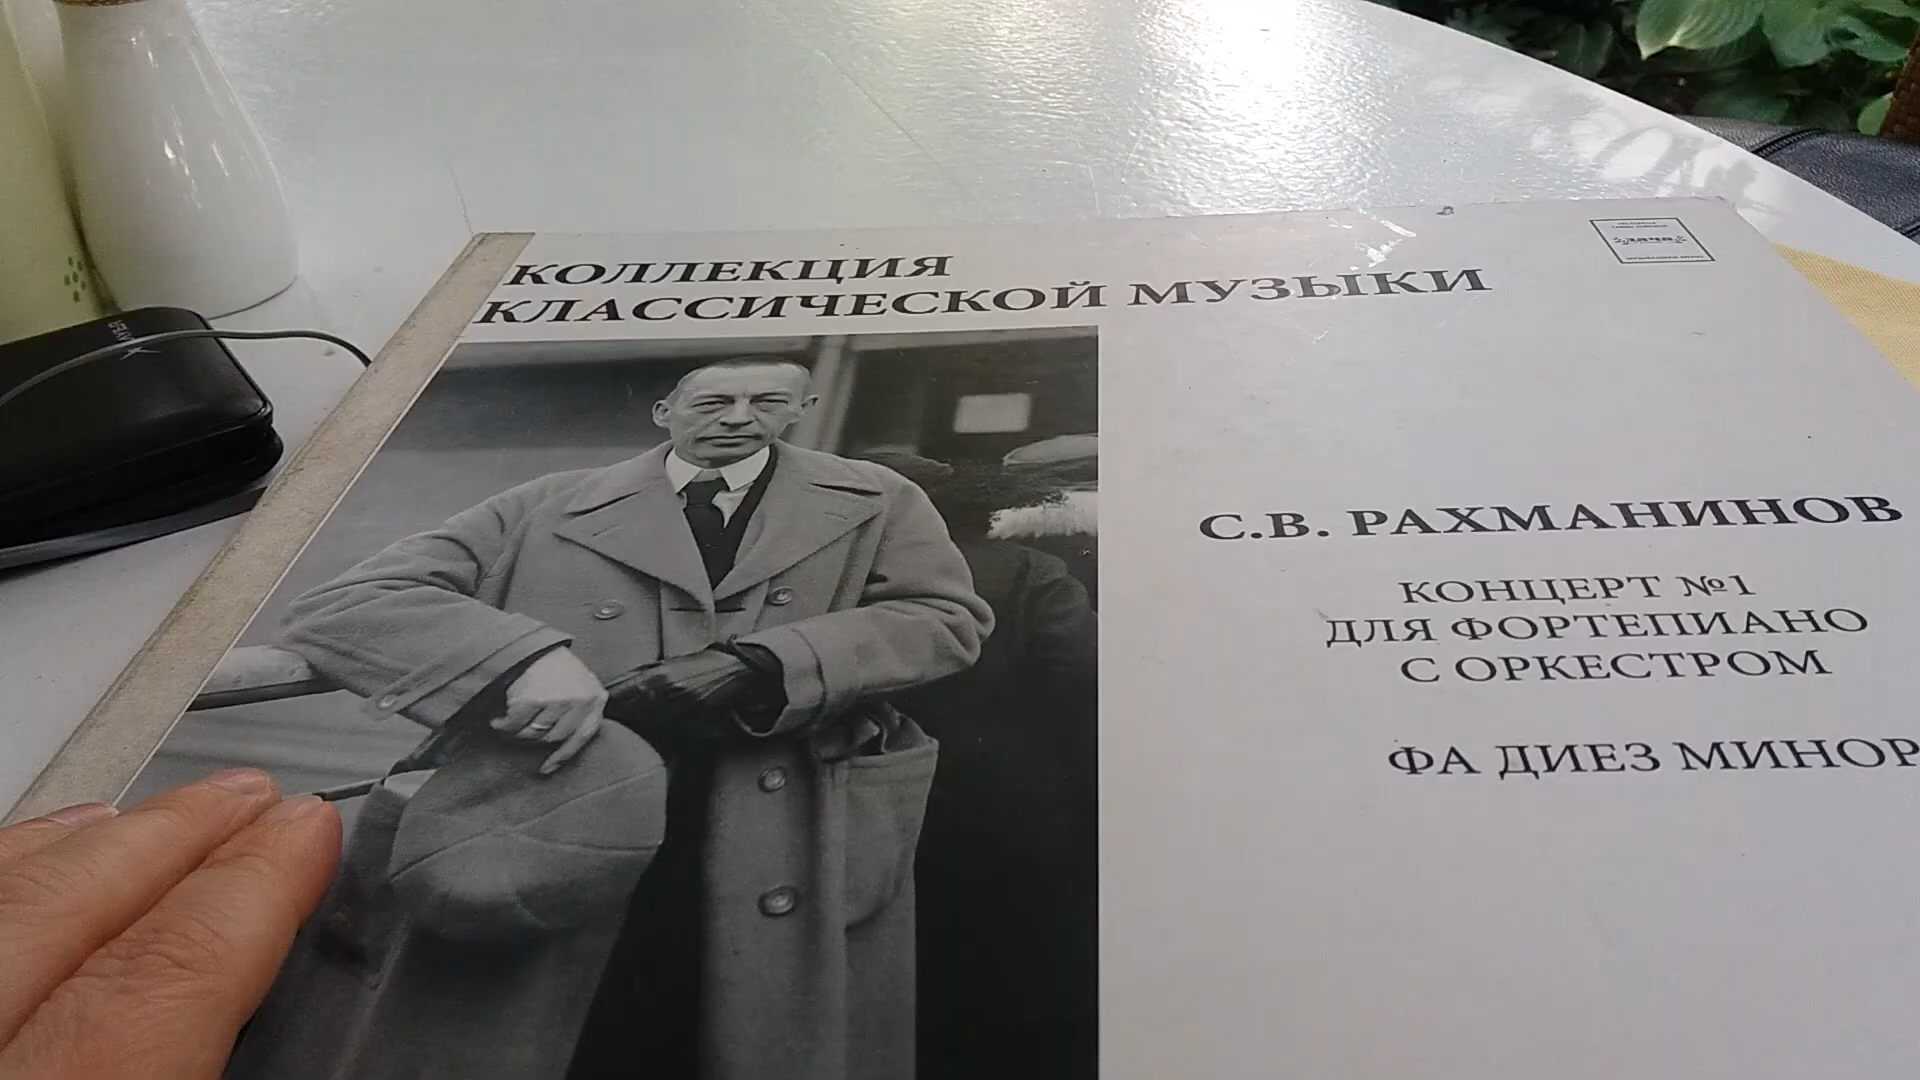 КОЛЛЕКЦИЯ
КЛАССИЧЕСКОЙ МУЗЫКИ
С.В. РАХМАНИНОВ
КОНЦЕРТ №1
ДЛЯ ФОРТЕПИАНО
С ОРКЕСТРОМ
ФА ДИЕЗ МИНОР